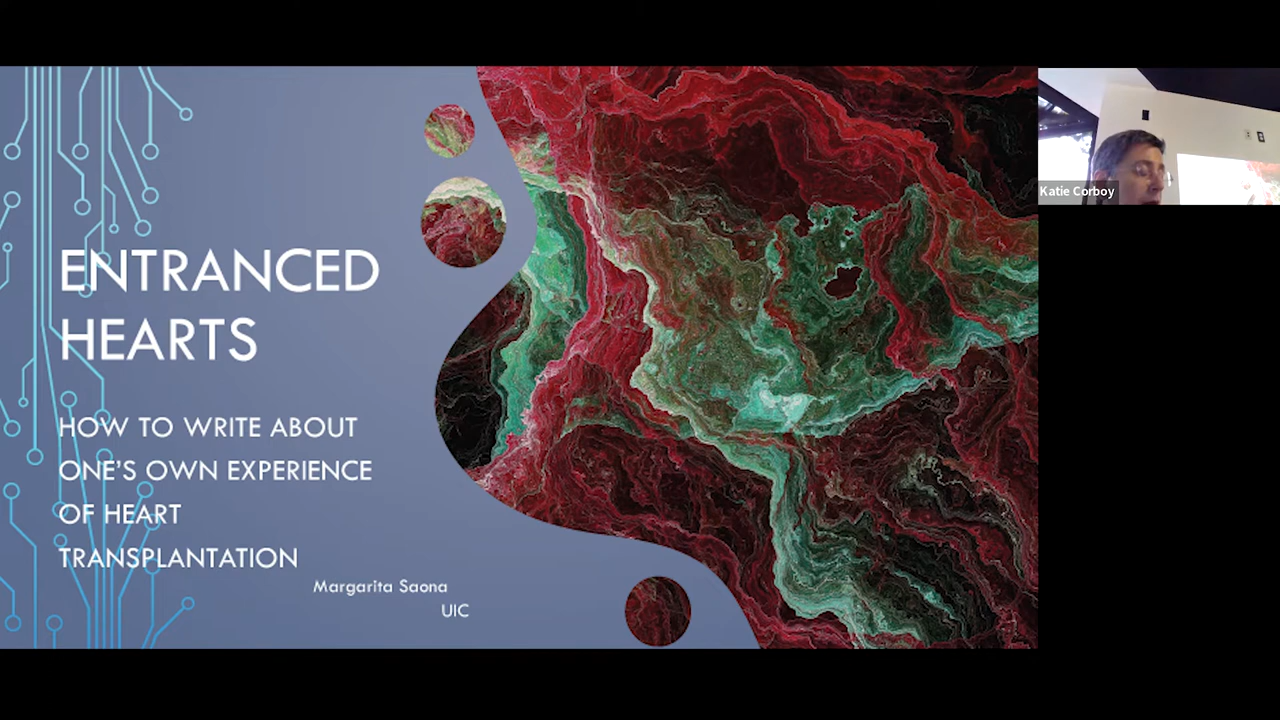 ENTRANCED
HEARTS
HOW TO WRITE ABOUT
ONE'S OWN EXPERIENCE
OF HEART
TRANSPLANTATION
Margarita Saona
UIC
Katie Corboy